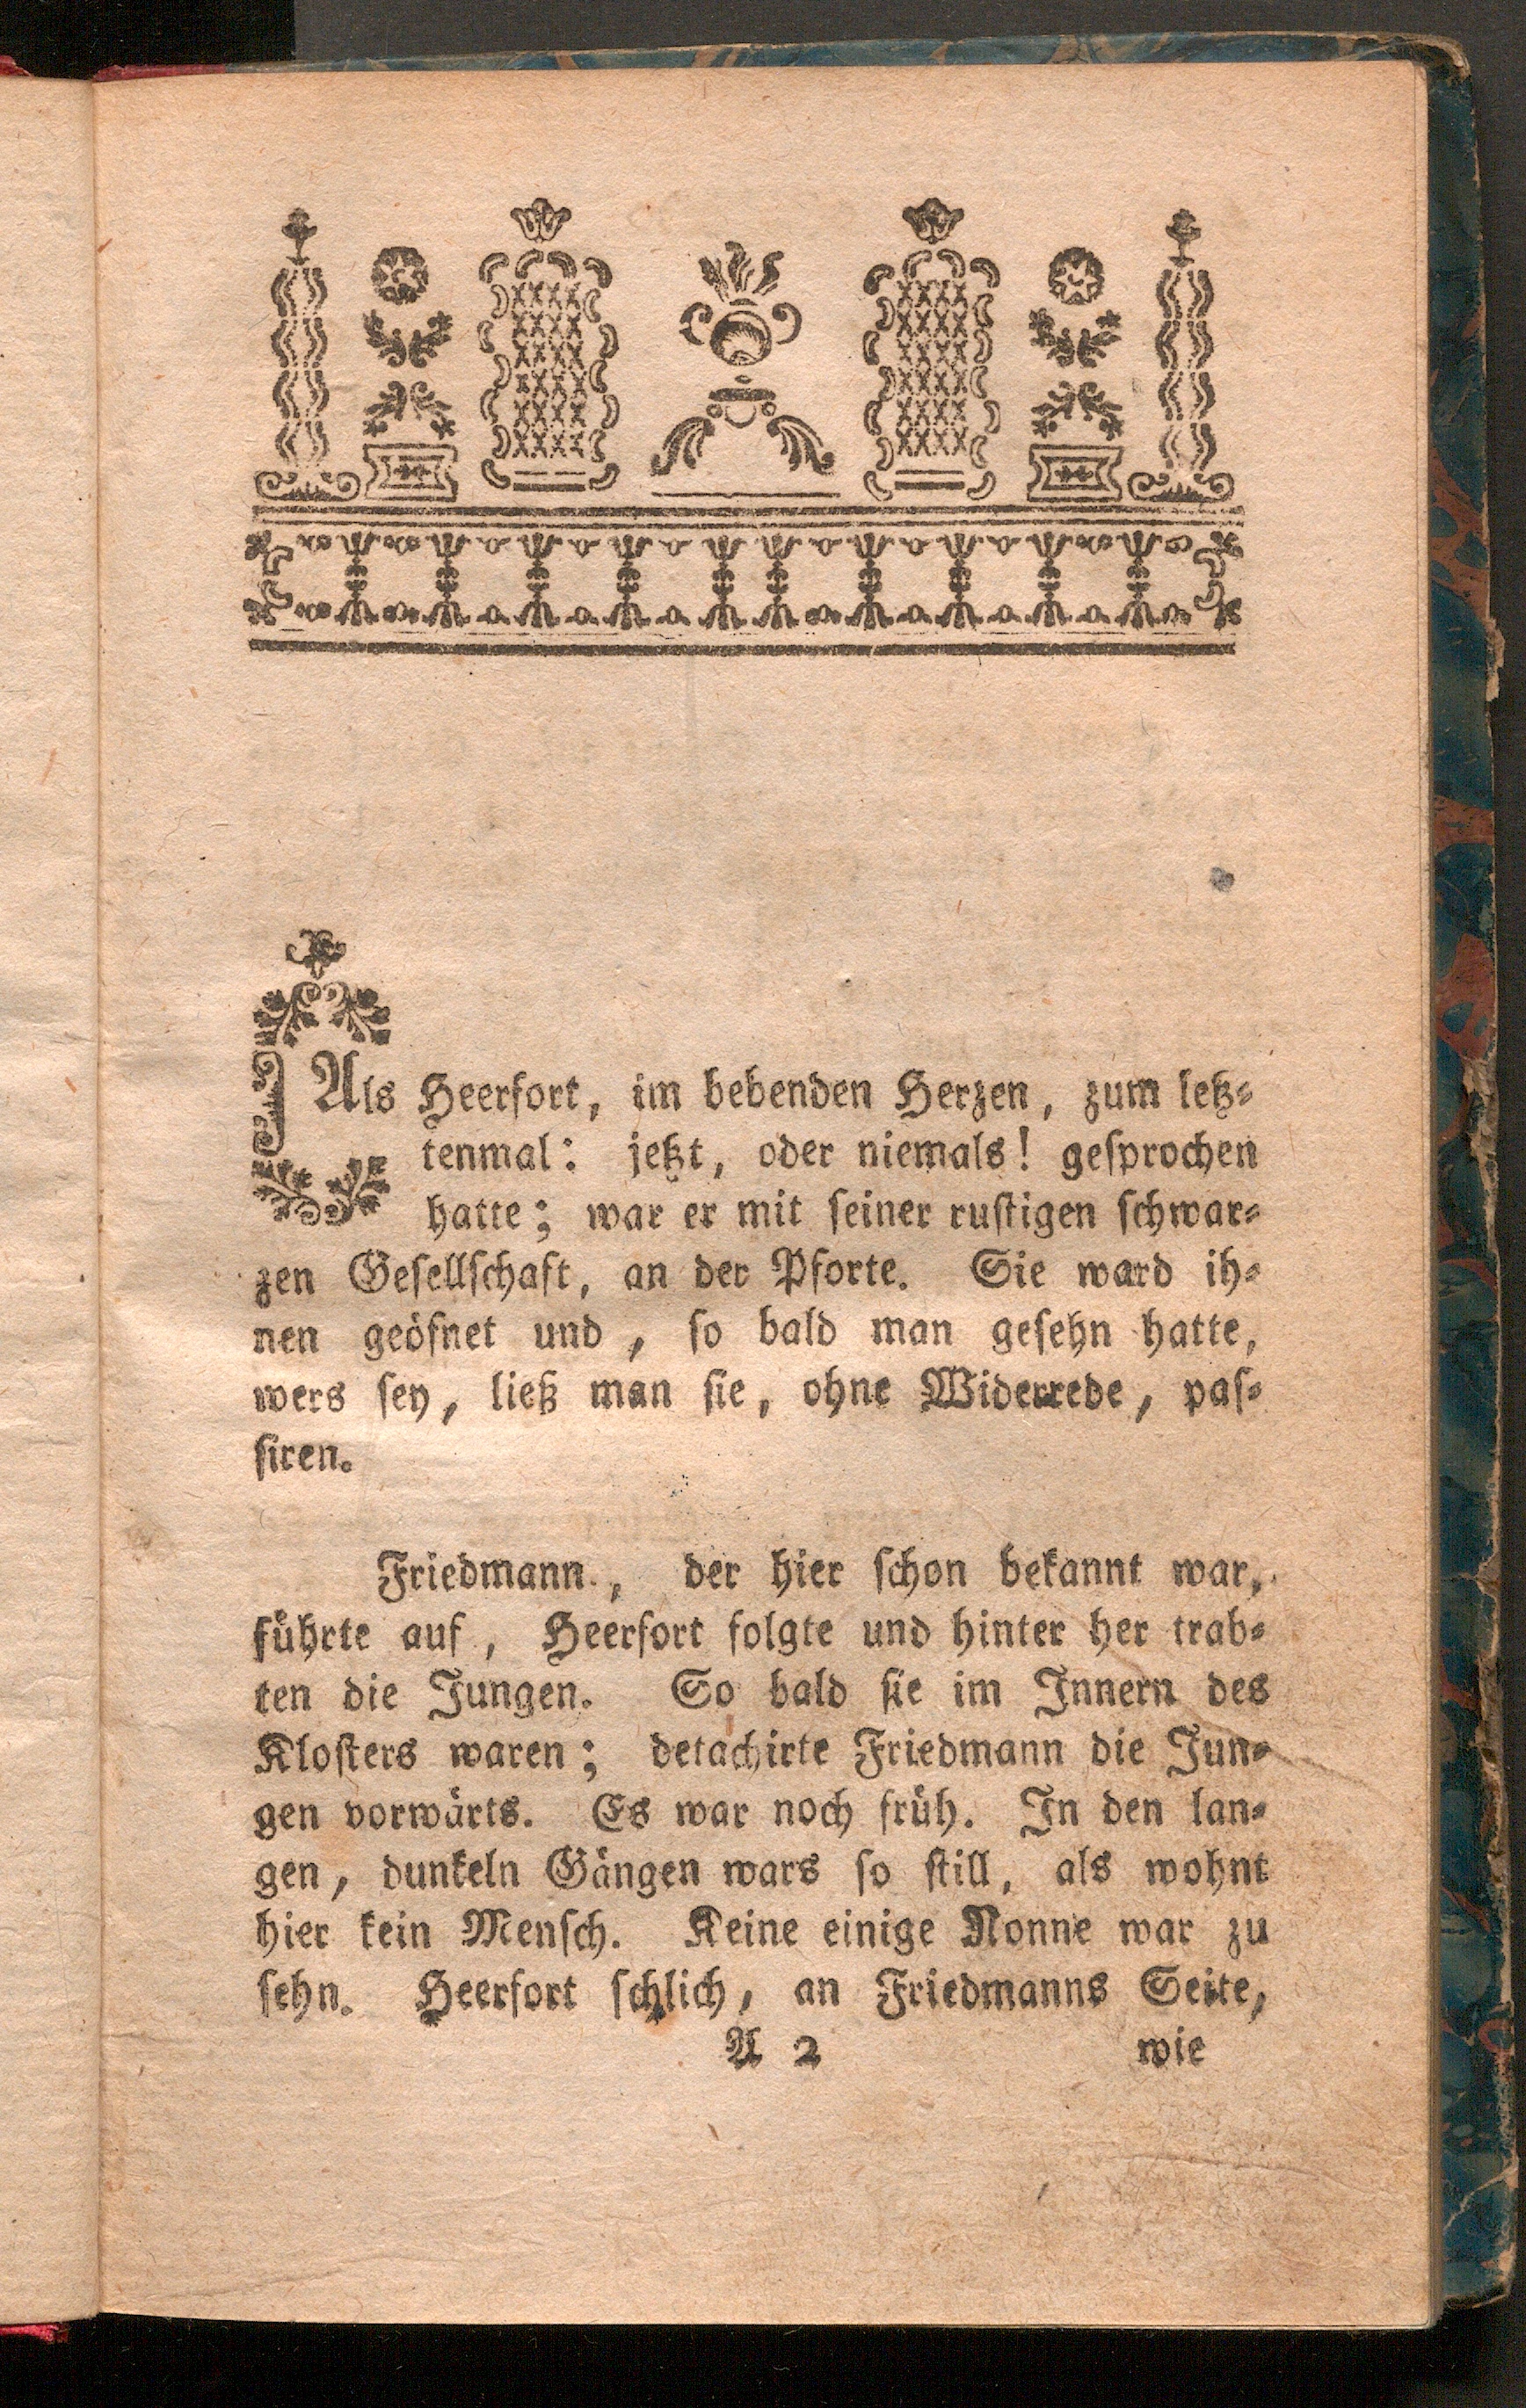 Als Heerfort, im bebenden Herzen, zum letz⸗
tenmal: jetzt, oder niemals! gesprochen
hatte; war er mit seiner rustigen schwar⸗
zen Gesellschaft, an der Pforte. Sie ward ih⸗
nen geöfnet und, so bald man gesehn hatte,
wers sey, ließ man sie, ohne Widerrede, pas⸗
siren.
Friedmann, der hier schon bekannt war,
führte auf, Heerfort folgte und hinter her trab⸗
ten die Jungen. So bald sie im Innern des
Klosters waren; detachirte Friedmann die Jun⸗
gen vorwärts. Es war noch früh. In den lan⸗
gen, dunkeln Gängen wars so still, als wohnt
hier kein Mensch. Keine einige Nonne war zu
sehn. Heerfort schlich, an Friedmanns Seite,
A 2 wie